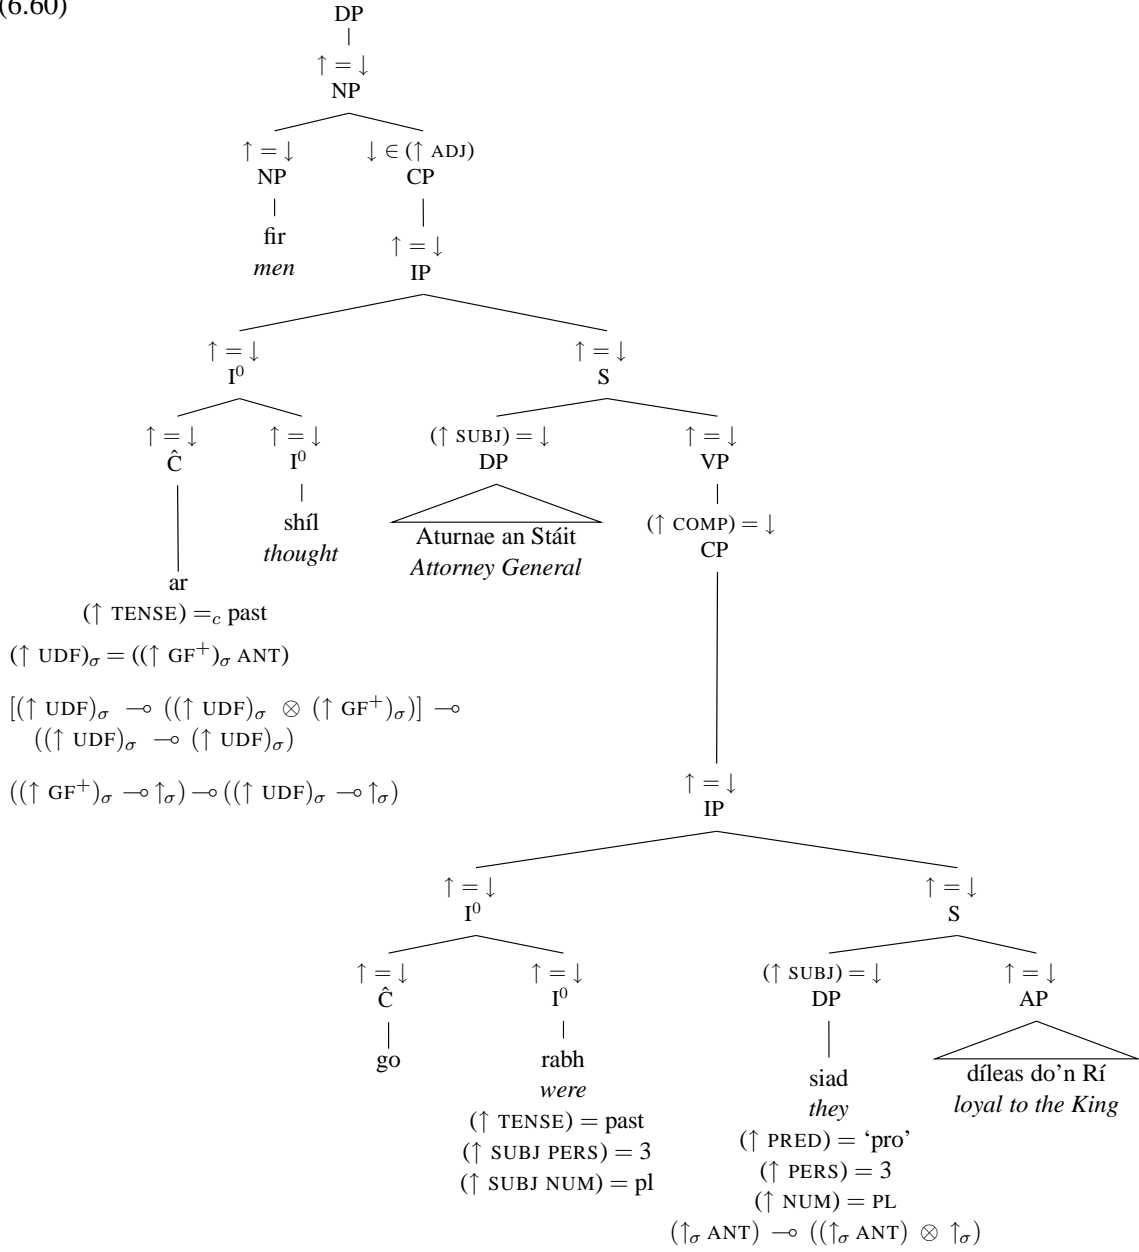 (6.60)
DP
↑ = ↓
NP
↑ = ↓ ↓ ∈ (↑ ADJ)
NP CP
fir ↑ = ↓
men IP
↑ = ↓ ↑ = ↓
I⁰ S
↑ = ↓ ↑ = ↓ (↑ SUBJ) = ↓ ↑ = ↓
Ĉ I⁰ DP VP
shíl Aturnae an Stáit (↑ COMP) = ↓
thought Attorney General CP
ar
(↑ TENSE) =c past
(↑ UDF)σ = ((↑ GF⁺)σ ANT)
[(↑ UDF)σ ⊸ ((↑ UDF)σ ⊗ (↑ GF⁺)σ)] ⊸
((↑ UDF)σ ⊸ (↑ UDF)σ)
((↑ GF⁺)σ ⊸ ↑σ) ⊸ ((↑ UDF)σ ⊸ ↑σ)
↑ = ↓
IP
↑ = ↓ ↑ = ↓
I⁰ S
↑ = ↓ ↑ = ↓ (↑ SUBJ) = ↓ ↑ = ↓
Ĉ I⁰ DP AP
go rabh siad díleas do'n Rí
were they loyal to the King
(↑ TENSE) = past (↑ PRED) = ‘pro’
(↑ SUBJ PERS) = 3 (↑ PERS) = 3
(↑ SUBJ NUM) = pl (↑ NUM) = PL
(↑σ ANT) ⊸ ((↑σ ANT) ⊗ ↑σ)